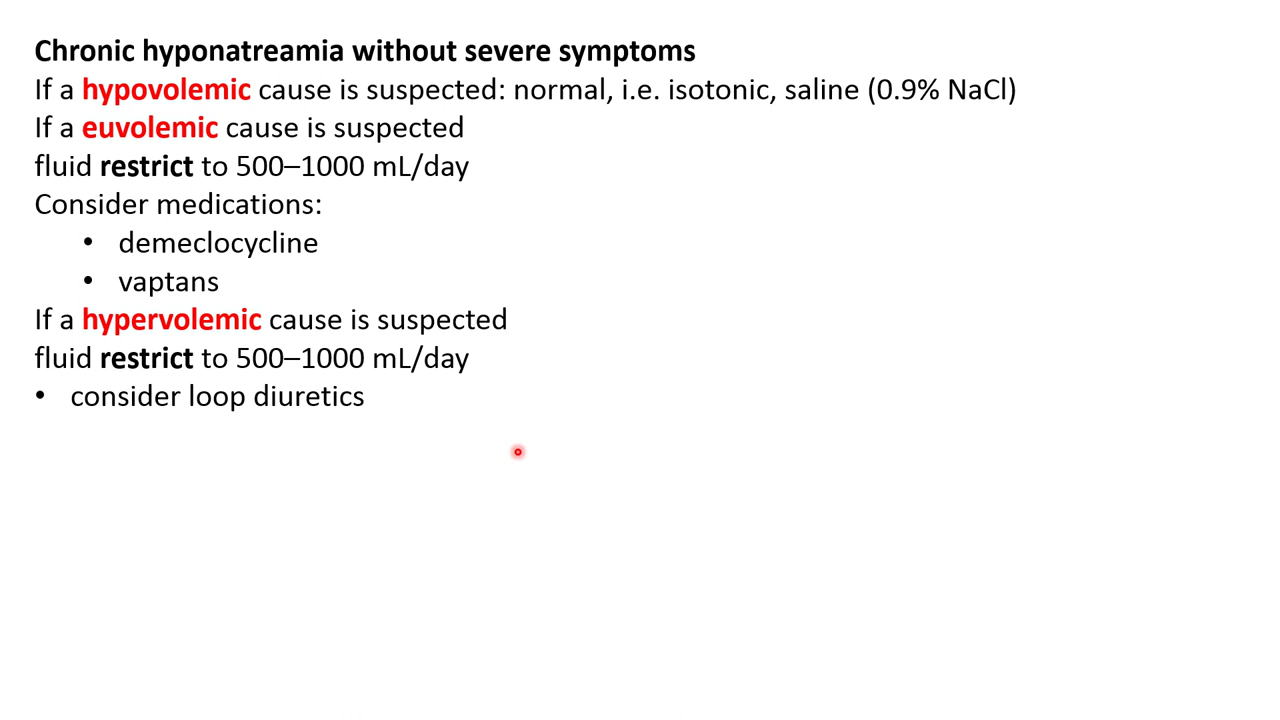 Chronic hyponatreamia without severe symptoms
If a hypovolemic cause is suspected: normal, i.e. isotonic, saline (0.9% NaCl)
If a euvolemic cause is suspected
fluid restrict to 500–1000 mL/day
Consider medications:
• demeclocycline
• vaptans
If a hypervolemic cause is suspected
fluid restrict to 500–1000 mL/day
• consider loop diuretics